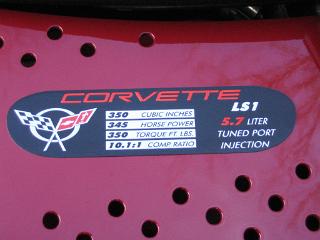 CORVETTE
350 CUBIC INCHES
345 HORSE POWER
350 TORQUE FT. LBS.
10.1:1 COMP RATIO
LS1
5.7 LITER
TUNED PORT
INJECTION